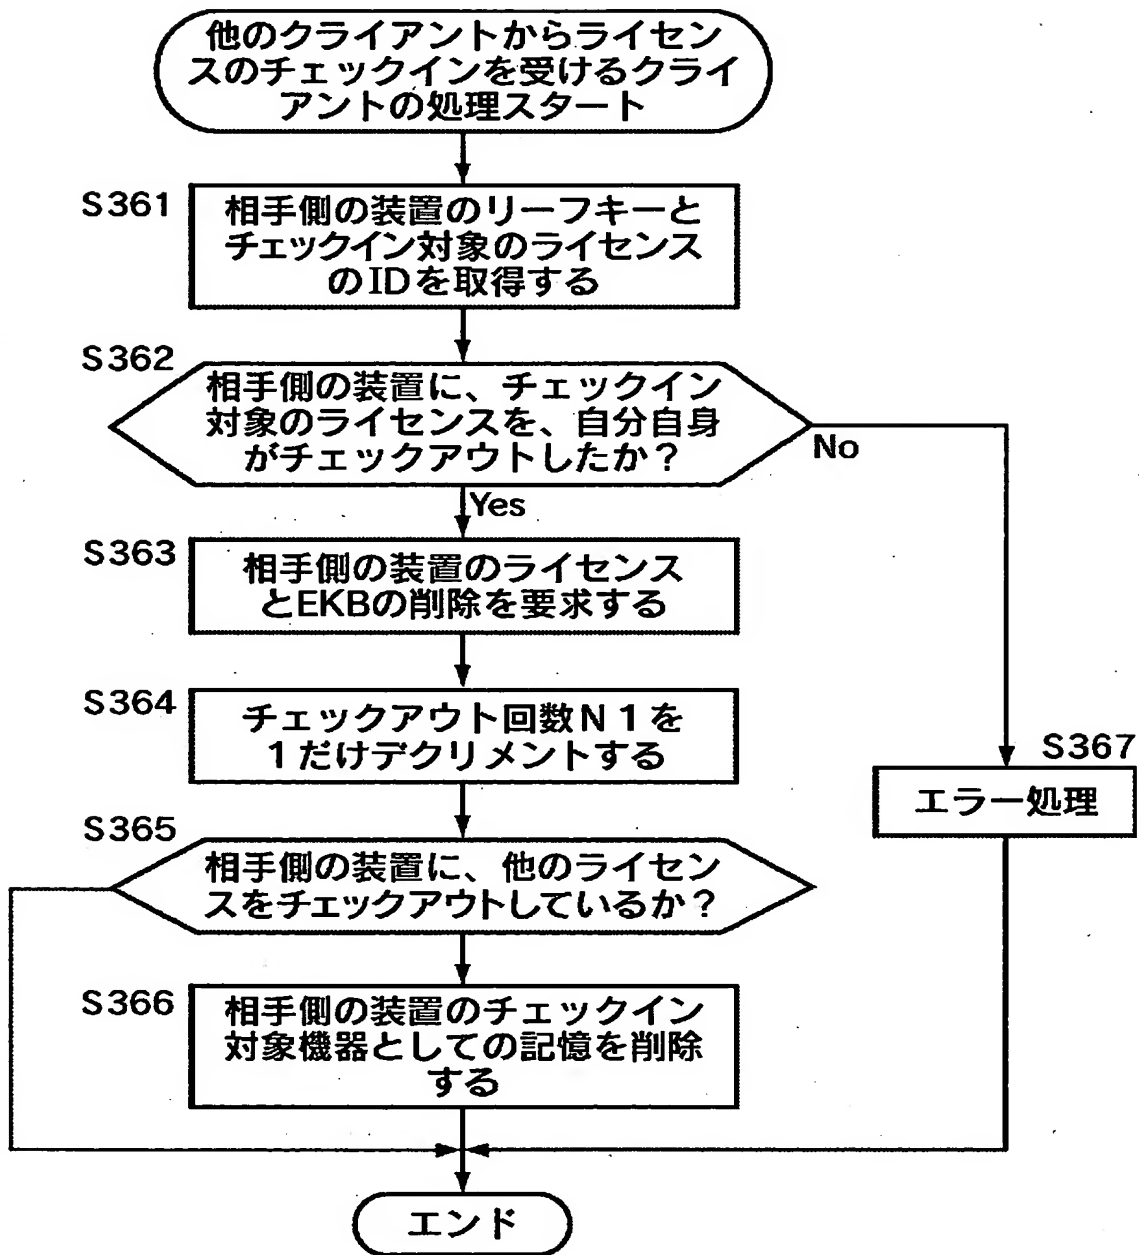 他のクライアントからライセン
スのチェックインを受けるクライ
アントの処理スタート
S361
相手側の装置のリーフキーと
チェックイン対象のライセンス
のIDを取得する
S362
相手側の装置に、チェックイン
対象のライセンスを、自分自身
がチェックアウトしたか？
No
Yes
S363
相手側の装置のライセンス
とEKBの削除を要求する
S364
チェックアウト回数N1を
1だけデクリメントする
S367
エラー処理
S365
相手側の装置に、他のライセン
スをチェックアウトしているか？
S366
相手側の装置のチェックイン
対象機器としての記憶を削除
する
エンド